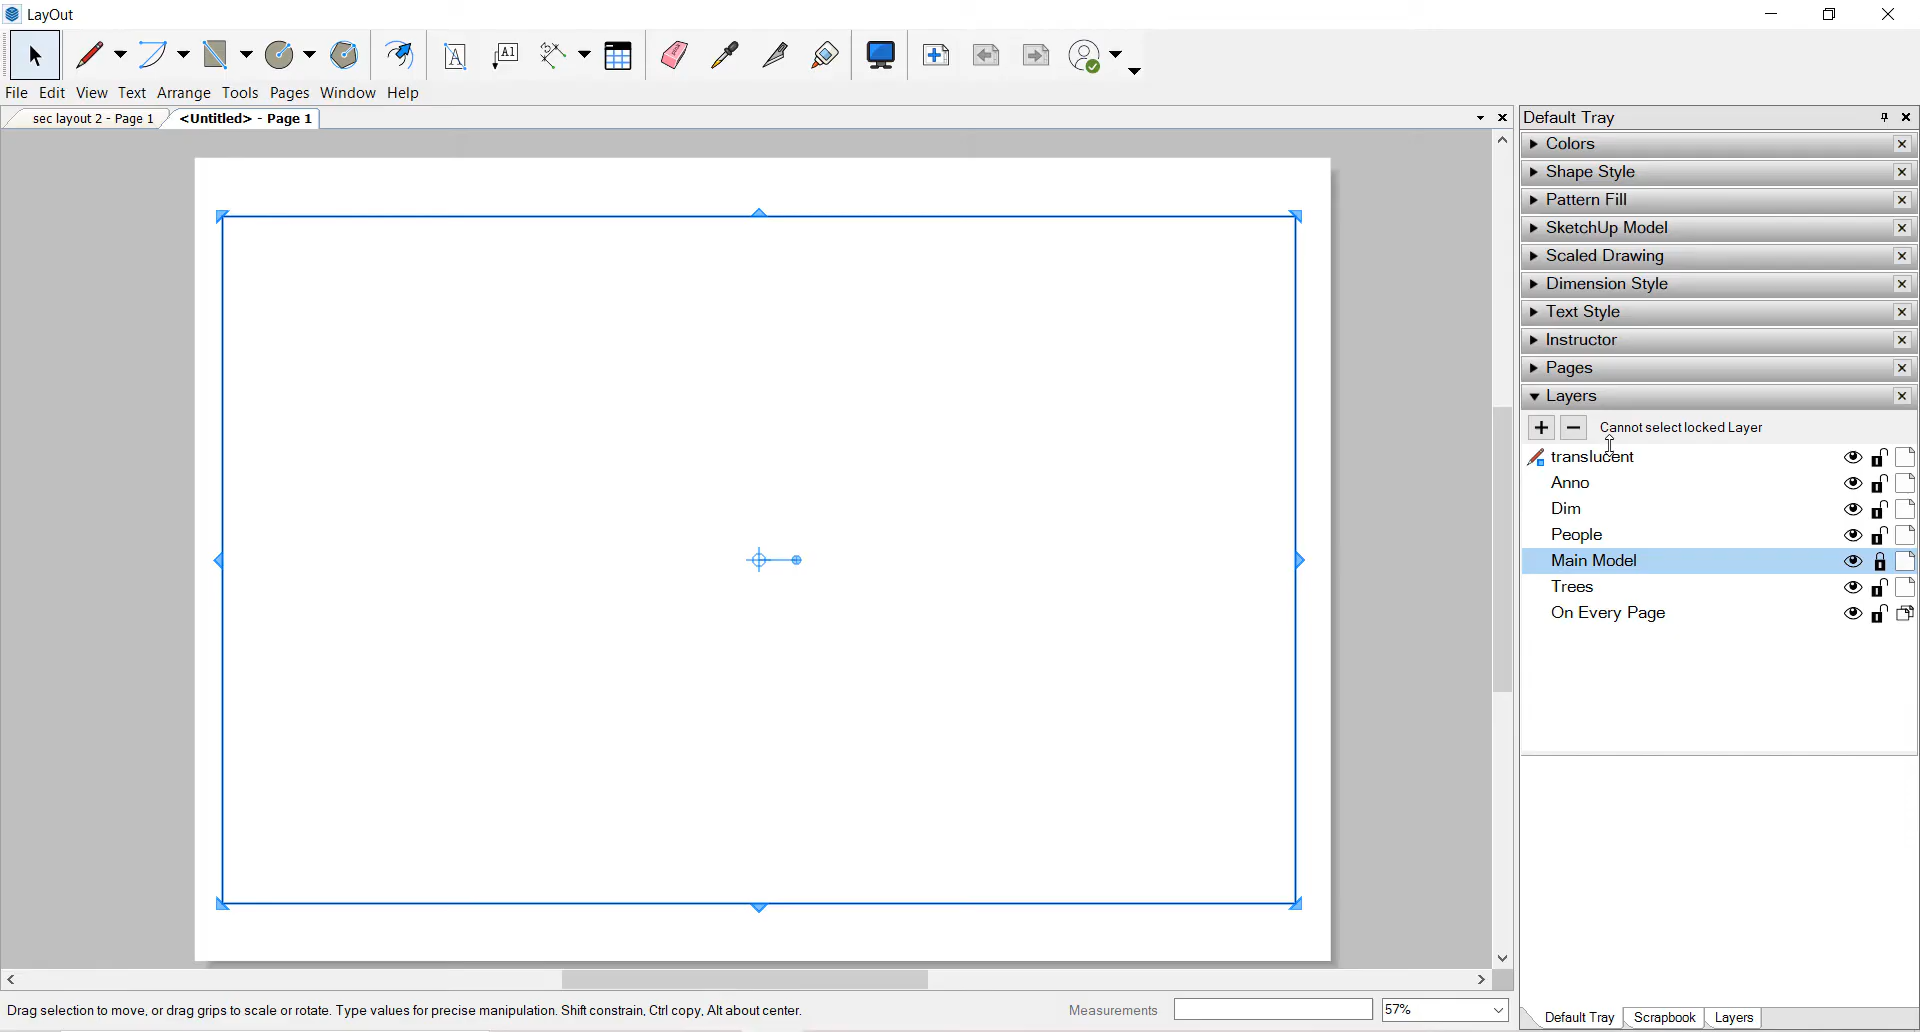 LayOut
A
A1
File Edit View Text Arrange Tools Pages Window Help
sec layout 2 - Page 1
<Untitled> - Page 1
Default Tray
Colors
Shape Style
Pattern Fill
SketchUp Model
Scaled Drawing
Dimension Style
Text Style
Instructor
Pages
Layers
Cannot select locked Layer
translucent
Anno
Dim
People
Main Model
Trees
On Every Page
Drag selection to move, or drag grips to scale or rotate. Type values for precise manipulation. Shift constrain, Ctrl copy, Alt about center.
Measurements
57%
Default Tray Scrapbook Layers